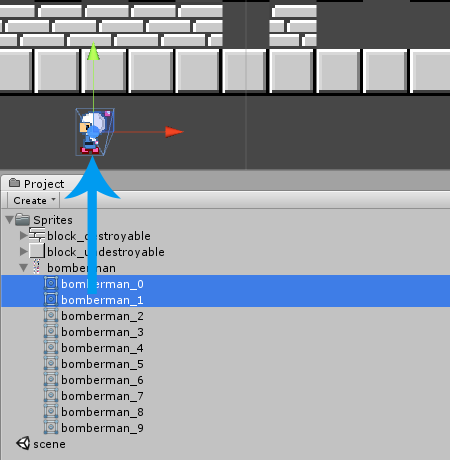 Project
Create
Sprites
block_destroyable
block_undestroyable
bomberman
bomberman_0
bomberman_1
bomberman_2
bomberman_3
bomberman_4
bomberman_5
bomberman_6
bomberman_7
bomberman_8
bomberman_9
scene